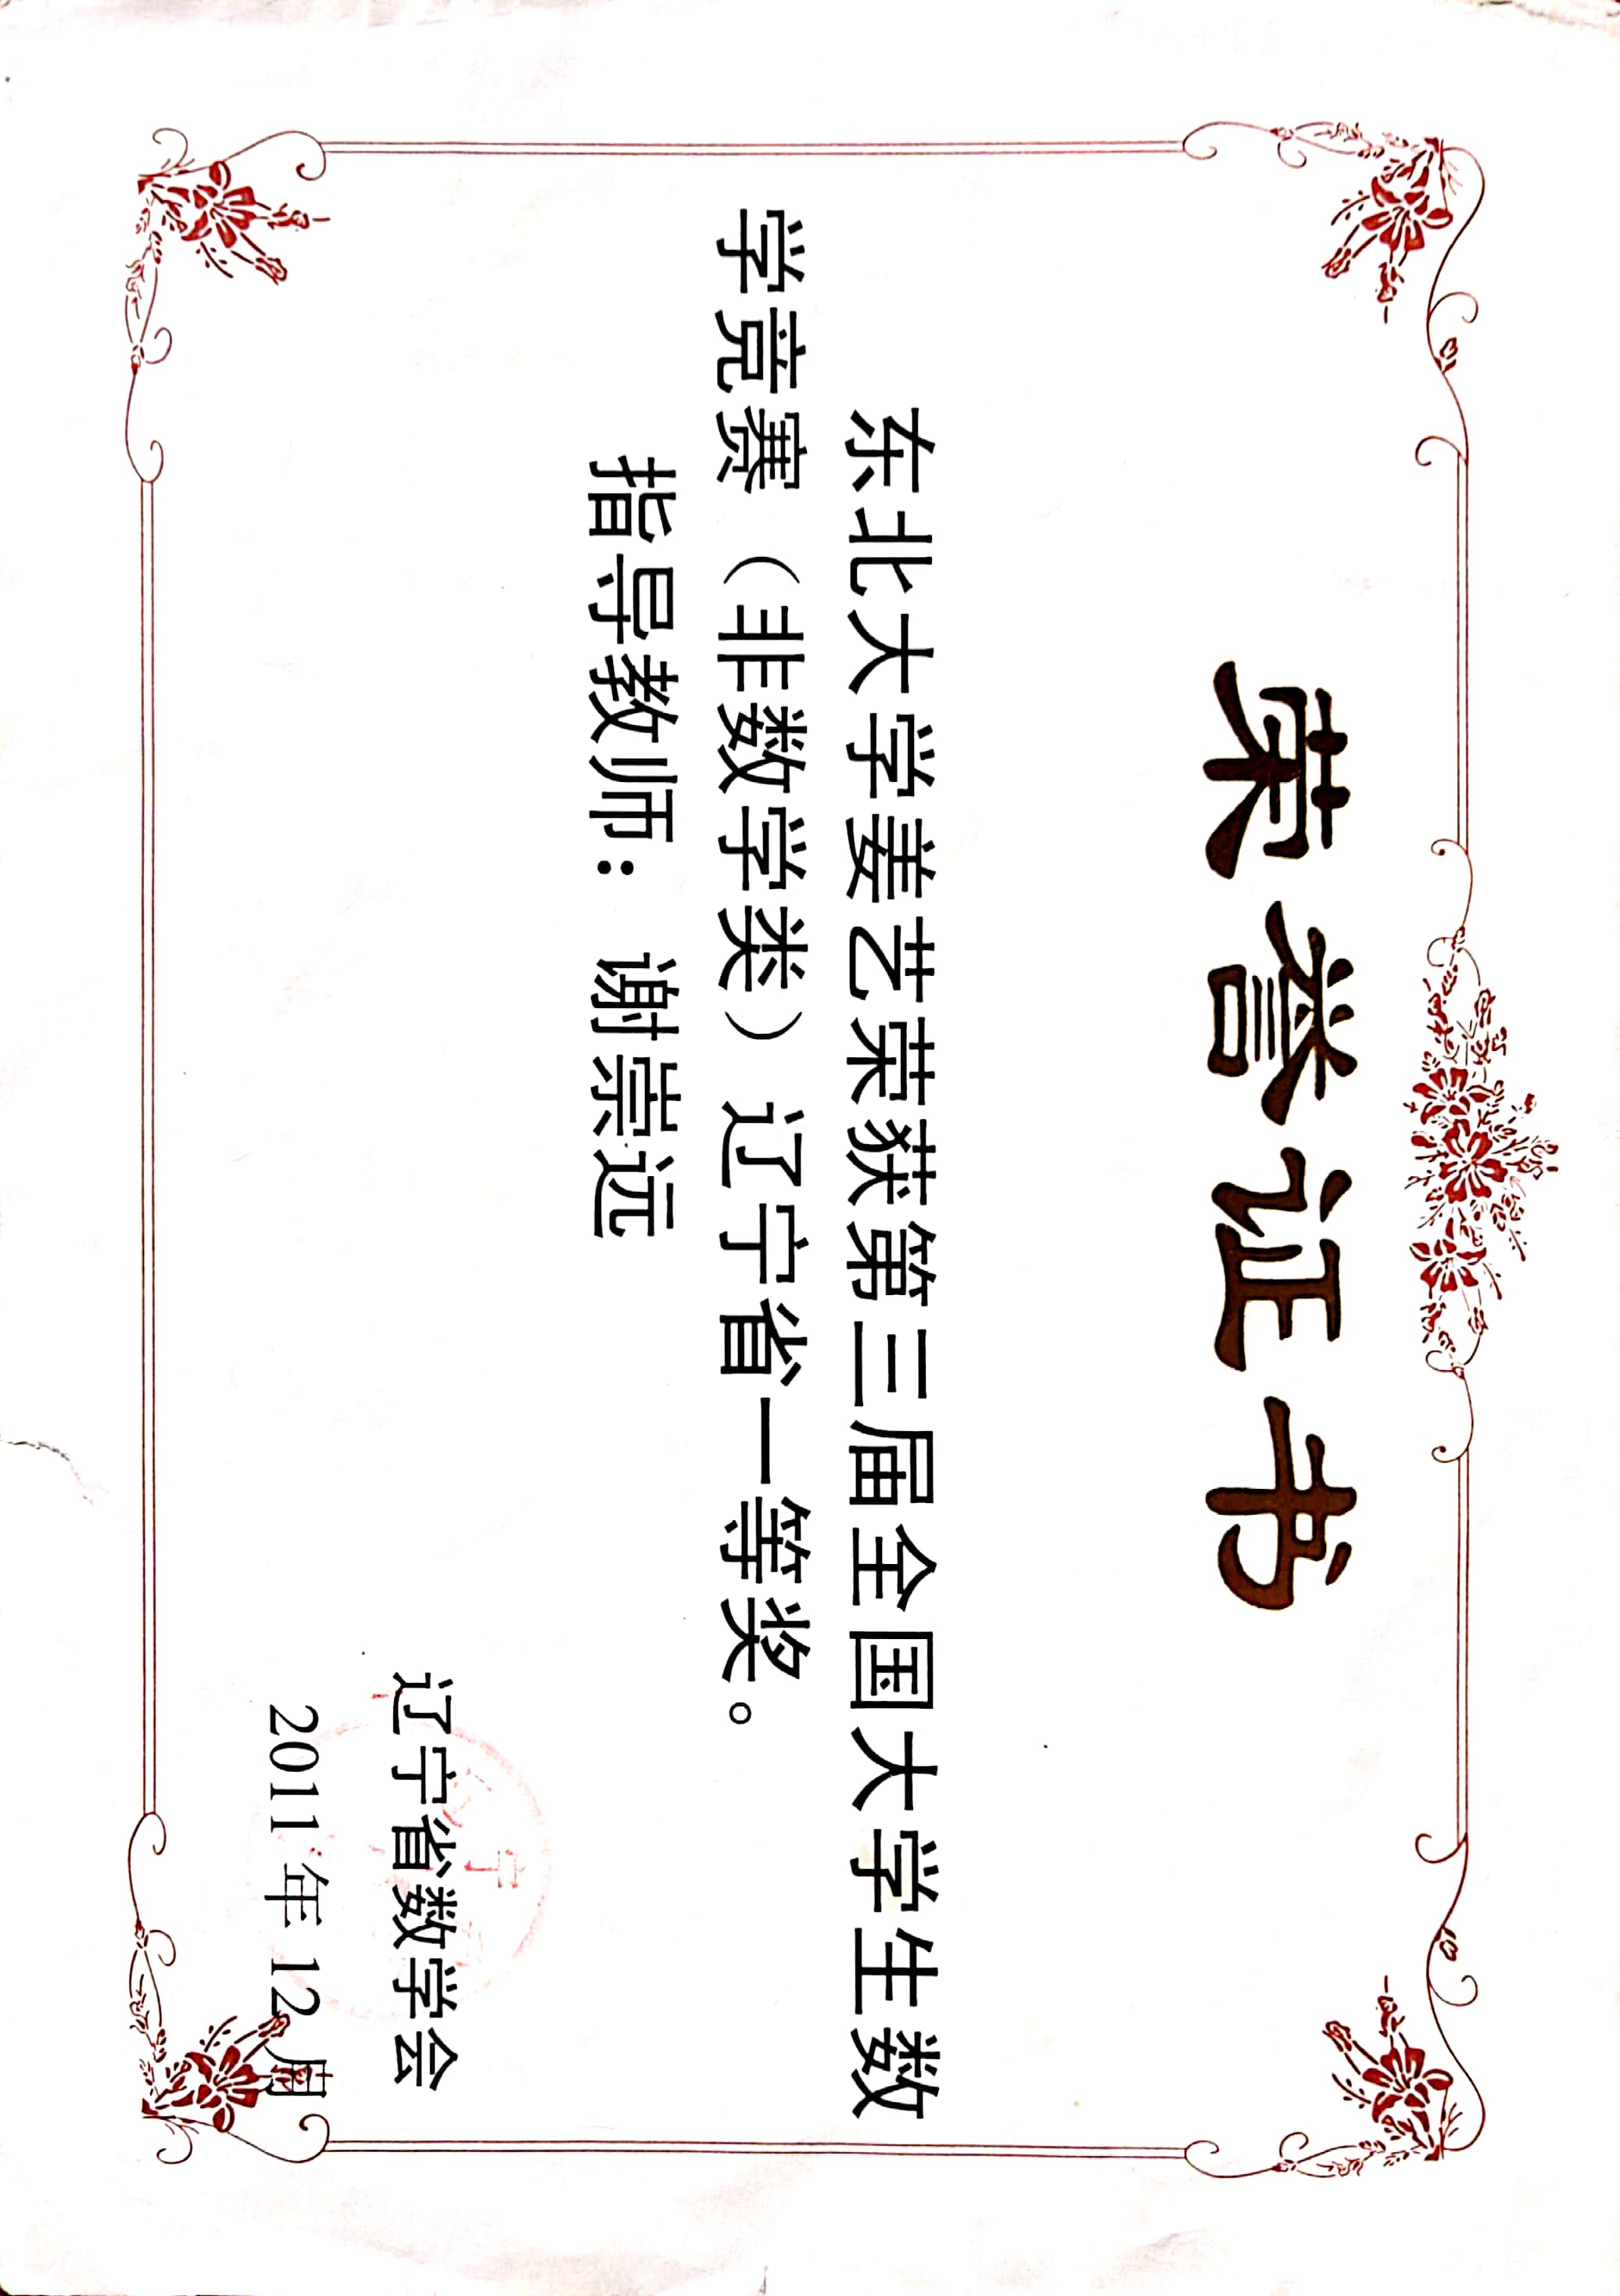 荣誉证书
东北大学姜艺荣获第三届全国大学生数
学竞赛（非数学类）辽宁省一等奖。
指导教师：谢崇远
宁
辽宁省数学会
2011 年 12 月